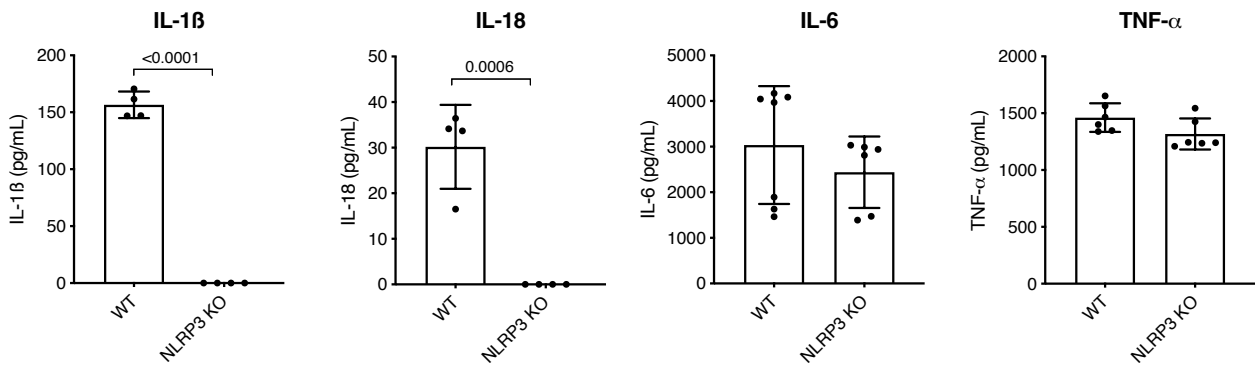 IL-1ß
IL-1ß (pg/mL)
200
150
100
50
0
<0.0001
WT
NLRP3 KO
IL-18
IL-18 (pg/mL)
50
40
30
20
10
0
0.0006
WT
NLRP3 KO
IL-6
IL-6 (pg/mL)
5000
4000
3000
2000
1000
0
WT
NLRP3 KO
TNF-α
TNF-α (pg/mL)
2000
1500
1000
500
0
WT
NLRP3 KO